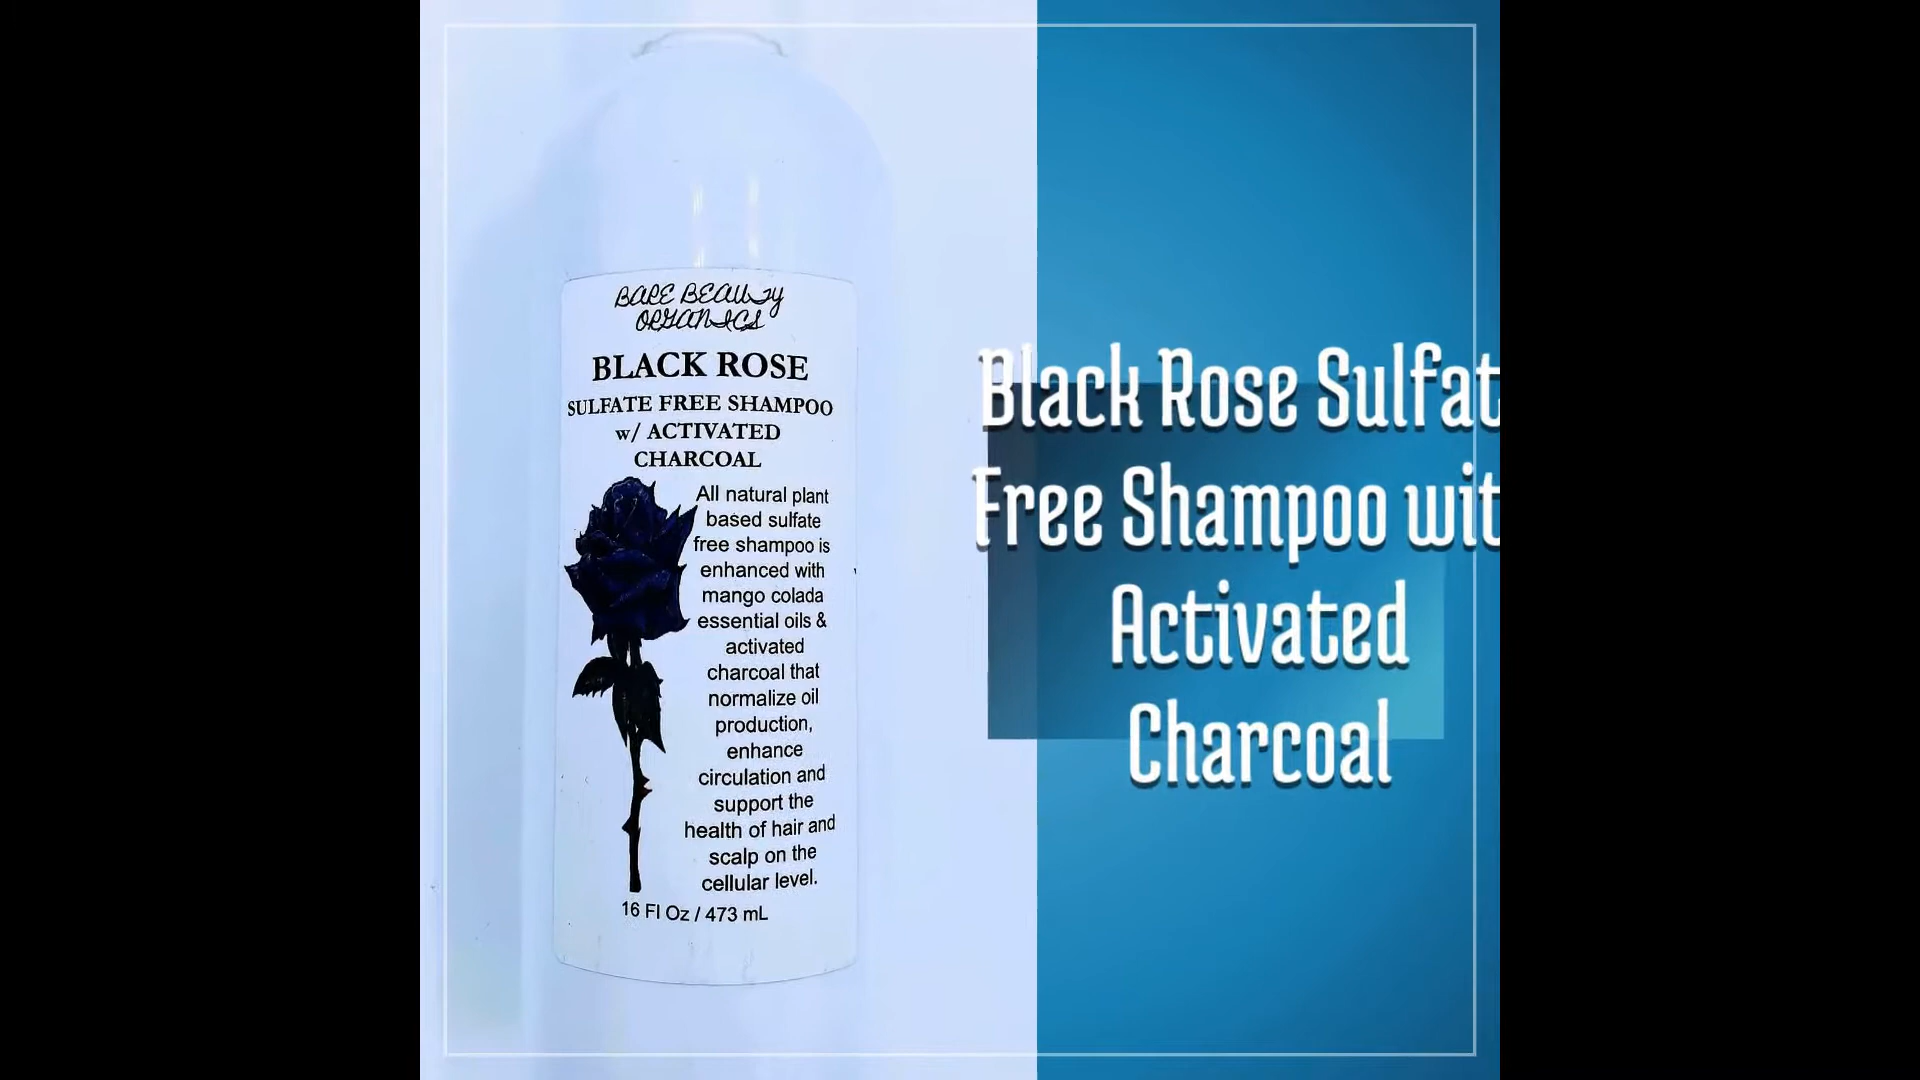 BARE BEAUTY
ORGANICS
BLACK ROSE
SULFATE FREE SHAMPOO
w/ ACTIVATED
CHARCOAL
All natural plant
based sulfate
free shampoo is
enhanced with
mango colada
essential oils &
activated
charcoal that
normalize oil
production,
enhance
circulation and
support the
health of hair and
scalp on the
cellular level.
16 Fl Oz / 473 mL
Black Rose Sulfat
Free Shampoo wit
Activated
Charcoal